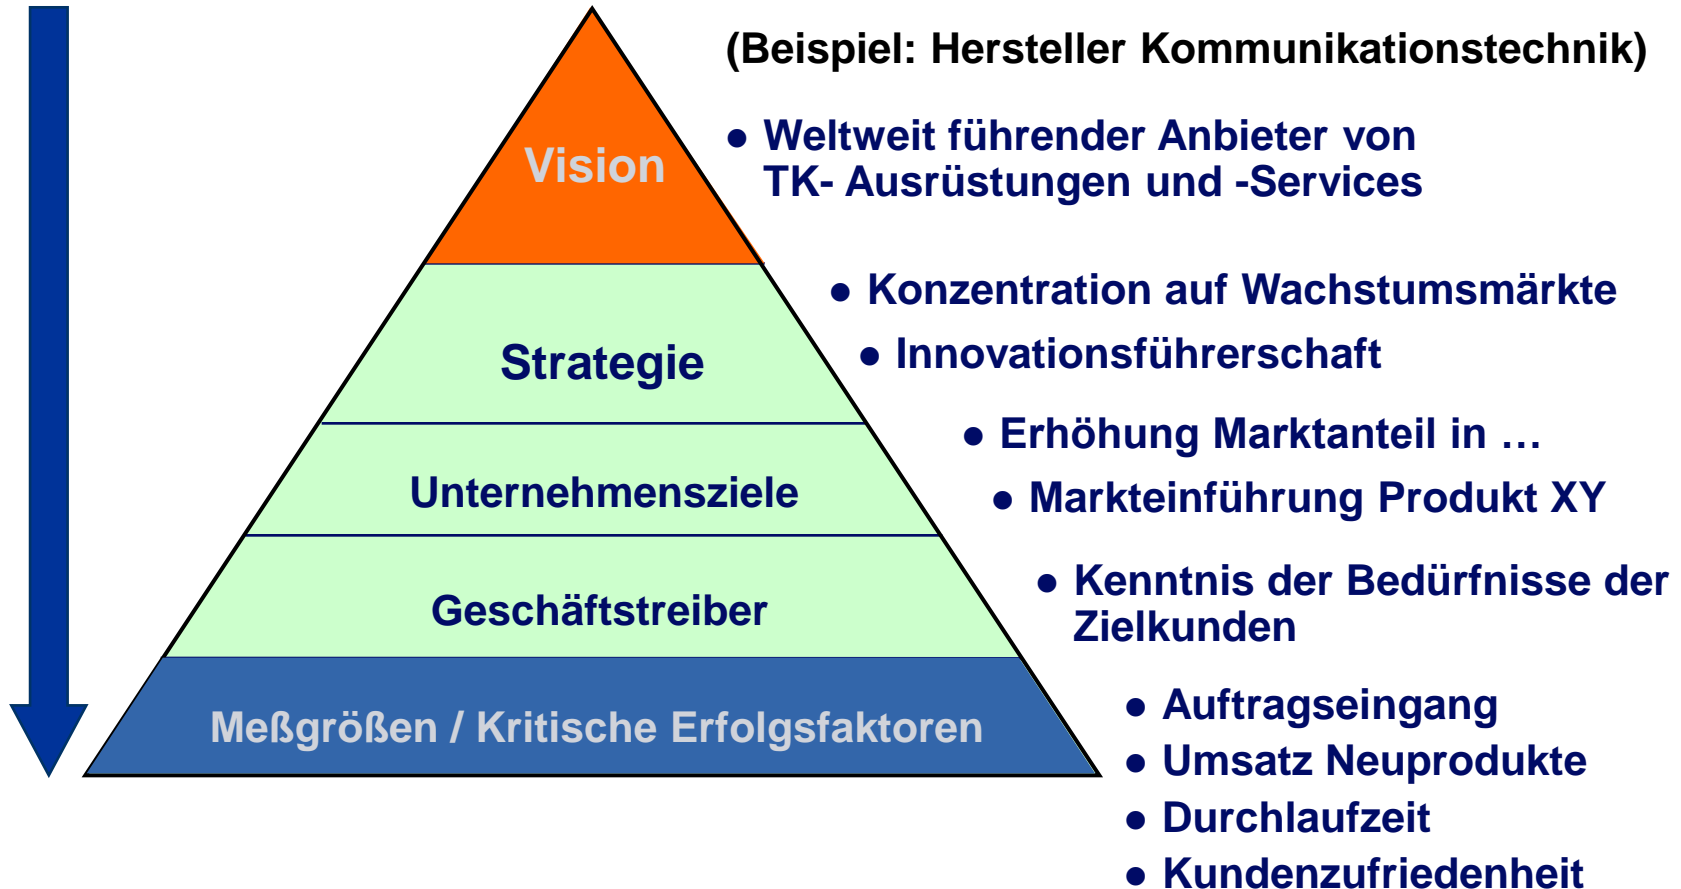 (Beispiel: Hersteller Kommunikationstechnik)
Vision
● Weltweit führender Anbieter von
TK- Ausrüstungen und -Services
Strategie
● Konzentration auf Wachstumsmärkte
● Innovationsführerschaft
Unternehmensziele
● Erhöhung Marktanteil in …
● Markteinführung Produkt XY
Geschäftstreiber
● Kenntnis der Bedürfnisse der
Zielkunden
Meßgrößen / Kritische Erfolgsfaktoren
● Auftragseingang
● Umsatz Neuprodukte
● Durchlaufzeit
● Kundenzufriedenheit